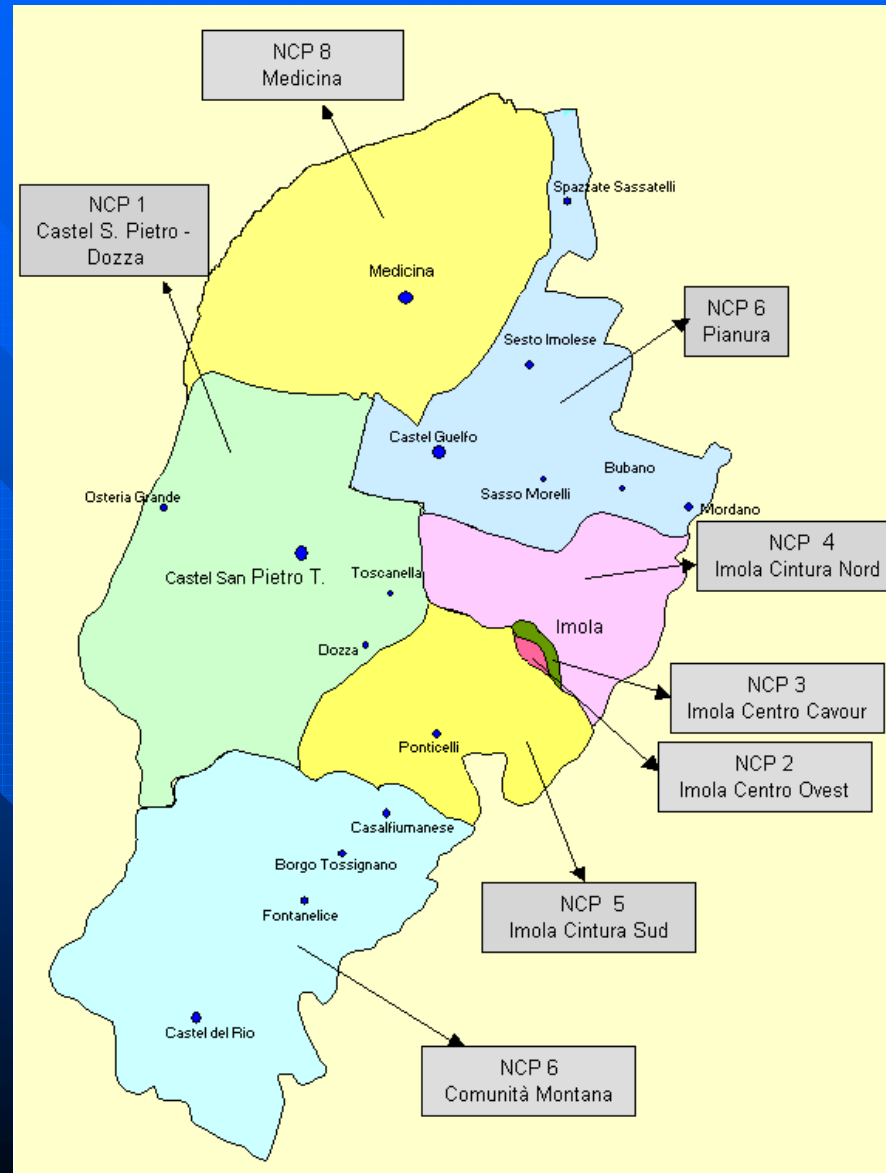 NCP 8
Medicina
NCP 1
Castel S. Pietro -
Dozza
Spazzate Sassatelli
Medicina
NCP 6
Pianura
Sesto Imolese
Castel Guelfo
Bubano
Sasso Morelli
Osteria Grande
Mordano
NCP 4
Imola Cintura Nord
Castel San Pietro T.
Toscanella
Imola
Dozza
NCP 3
Imola Centro Cavour
Ponticelli
NCP 2
Imola Centro Ovest
Casalfiumanese
Borgo Tossignano
NCP 5
Imola Cintura Sud
Fontanelice
Castel del Rio
NCP 6
Comunità Montana